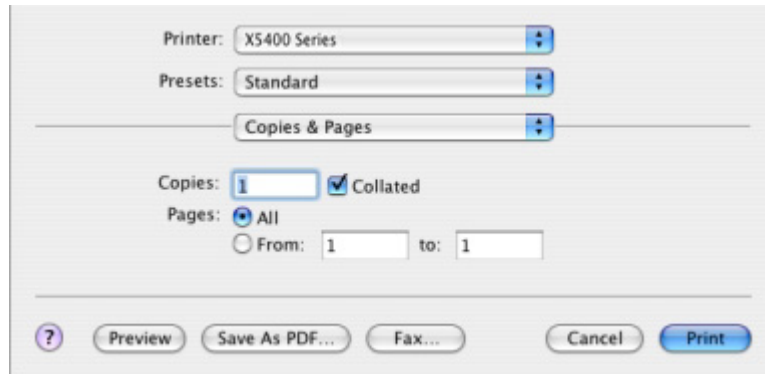 Printer: X5400 Series
Presets: Standard
Copies & Pages
Copies: 1 Collated
Pages: All
From: 1 to: 1
? Preview Save As PDF... Fax... Cancel Print